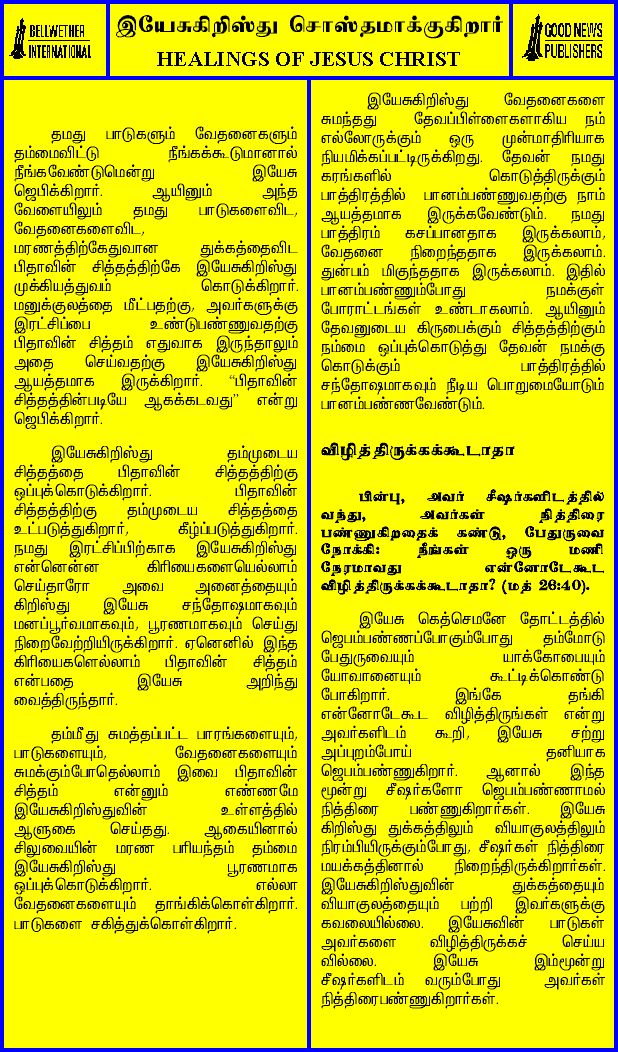 BELLWETHER
INTERNATIONAL
இயேசுகிறிஸ்து சொஸ்தமாக்குகிறார்
HEALINGS OF JESUS CHRIST
GOOD NEWS
PUBLISHERS
தமது பாடுகளும் வேதனைகளும்
தம்மைவிட்டு நீங்கக்கூடுமானால்
நீங்கவேண்டுமென்று இயேசு
ஜெபிக்கிறார். ஆயினும் அந்த
வேளையிலும் தமது பாடுகளைவிட,
வேதனைகளைவிட,
மரணத்திற்கேதுவான துக்கத்தைவிட
பிதாவின் சித்தத்திற்கே இயேசுகிறிஸ்து
முக்கியத்துவம் கொடுக்கிறார்.
மனுக்குலத்தை மீட்பதற்கு, அவர்களுக்கு
இரட்சிப்பை உண்டுபண்ணுவதற்கு
பிதாவின் சித்தம் எதுவாக இருந்தாலும்
அதை செய்வதற்கு இயேசுகிறிஸ்து
ஆயத்தமாக இருக்கிறார். “பிதாவின்
சித்தத்தின்படியே ஆகக்கடவது” என்று
ஜெபிக்கிறார்.
இயேசுகிறிஸ்து தம்முடைய
சித்தத்தை பிதாவின் சித்தத்திற்கு
ஒப்புக்கொடுக்கிறார். பிதாவின்
சித்தத்திற்கு தம்முடைய சித்தத்தை
உட்படுத்துகிறார், கீழ்ப்படுத்துகிறார்.
நமது இரட்சிப்பிற்காக இயேசுகிறிஸ்து
என்னென்ன கிரியைகளையெல்லாம்
செய்தாரோ அவை அனைத்தையும்
கிறிஸ்து இயேசு சந்தோஷமாகவும்
மனப்பூர்வமாகவும், பூரணமாகவும் செய்து
நிறைவேற்றியிருக்கிறார். ஏனெனில் இந்த
கிரியைகளெல்லாம் பிதாவின் சித்தம்
என்பதை இயேசு அறிந்து
வைத்திருந்தார்.
தம்மீது சுமத்தப்பட்ட பாரங்களையும்,
பாடுகளையும், வேதனைகளையும்
சுமக்கும்போதெல்லாம் இவை பிதாவின்
சித்தம் என்னும் எண்ணமே
இயேசுகிறிஸ்துவின் உள்ளத்தில்
ஆளுகை செய்தது. ஆகையினால்
சிலுவையின் மரண பரியந்தம் தம்மை
இயேசுகிறிஸ்து பூரணமாக
ஒப்புக்கொடுக்கிறார். எல்லா
வேதனைகளையும் தாங்கிக்கொள்கிறார்.
பாடுகளை சகித்துக்கொள்கிறார்.
இயேசுகிறிஸ்து வேதனைகளை
சுமந்தது தேவப்பிள்ளைகளாகிய நம்
எல்லோருக்கும் ஒரு முன்மாதிரியாக
நியமிக்கப்பட்டிருக்கிறது. தேவன் நமது
கரங்களில் கொடுத்திருக்கும்
பாத்திரத்தில் பானம்பண்ணுவதற்கு நாம்
ஆயத்தமாக இருக்கவேண்டும். நமது
பாத்திரம் கசப்பானதாக இருக்கலாம்,
வேதனை நிறைந்ததாக இருக்கலாம்.
துன்பம் மிகுந்ததாக இருக்கலாம். இதில்
பானம்பண்ணும்போது நமக்குள்
போராட்டங்கள் உண்டாகலாம். ஆயினும்
தேவனுடைய கிருபைக்கும் சித்தத்திற்கும்
நம்மை ஒப்புக்கொடுத்து தேவன் நமக்கு
கொடுக்கும் பாத்திரத்தில்
சந்தோஷமாகவும் நீடிய பொறுமையோடும்
பானம்பண்ணவேண்டும்.
விழித்திருக்கக்கூடாதா
பின்பு, அவர் சீஷர்களிடத்தில்
வந்து, அவர்கள் நித்திரை
பண்ணுகிறதைக் கண்டு, பேதுருவை
நோக்கி: நீங்கள் ஒரு மணி
நேரமாவது என்னோடேகூட
விழித்திருக்கக்கூடாதா? (மத் 26:40).
இயேசு கெத்செமனே தோட்டத்தில்
ஜெபம்பண்ணப்போகும்போது தம்மோடு
பேதுருவையும் யாக்கோபையும்
யோவானையும் கூட்டிக்கொண்டு
போகிறார். இங்கே தங்கி
என்னோடேகூட விழித்திருங்கள் என்று
அவர்களிடம் கூறி, இயேசு சற்று
அப்புறம்போய் தனியாக
ஜெபம்பண்ணுகிறார். ஆனால் இந்த
மூன்று சீஷர்களோ ஜெபம்பண்ணாமல்
நித்திரை பண்ணுகிறார்கள். இயேசு
கிறிஸ்து துக்கத்திலும் வியாகுலத்திலும்
நிரம்பியிருக்கும்போது, சீஷர்கள் நித்திரை
மயக்கத்தினால் நிறைந்திருக்கிறார்கள்.
இயேசுகிறிஸ்துவின் துக்கத்தையும்
வியாகுலத்தையும் பற்றி இவர்களுக்கு
கவலையில்லை. இயேசுவின் பாடுகள்
அவர்களை விழித்திருக்கச் செய்ய
வில்லை. இயேசு இம்மூன்று
சீஷர்களிடம் வரும்போது அவர்கள்
நித்திரைபண்ணுகிறார்கள்.